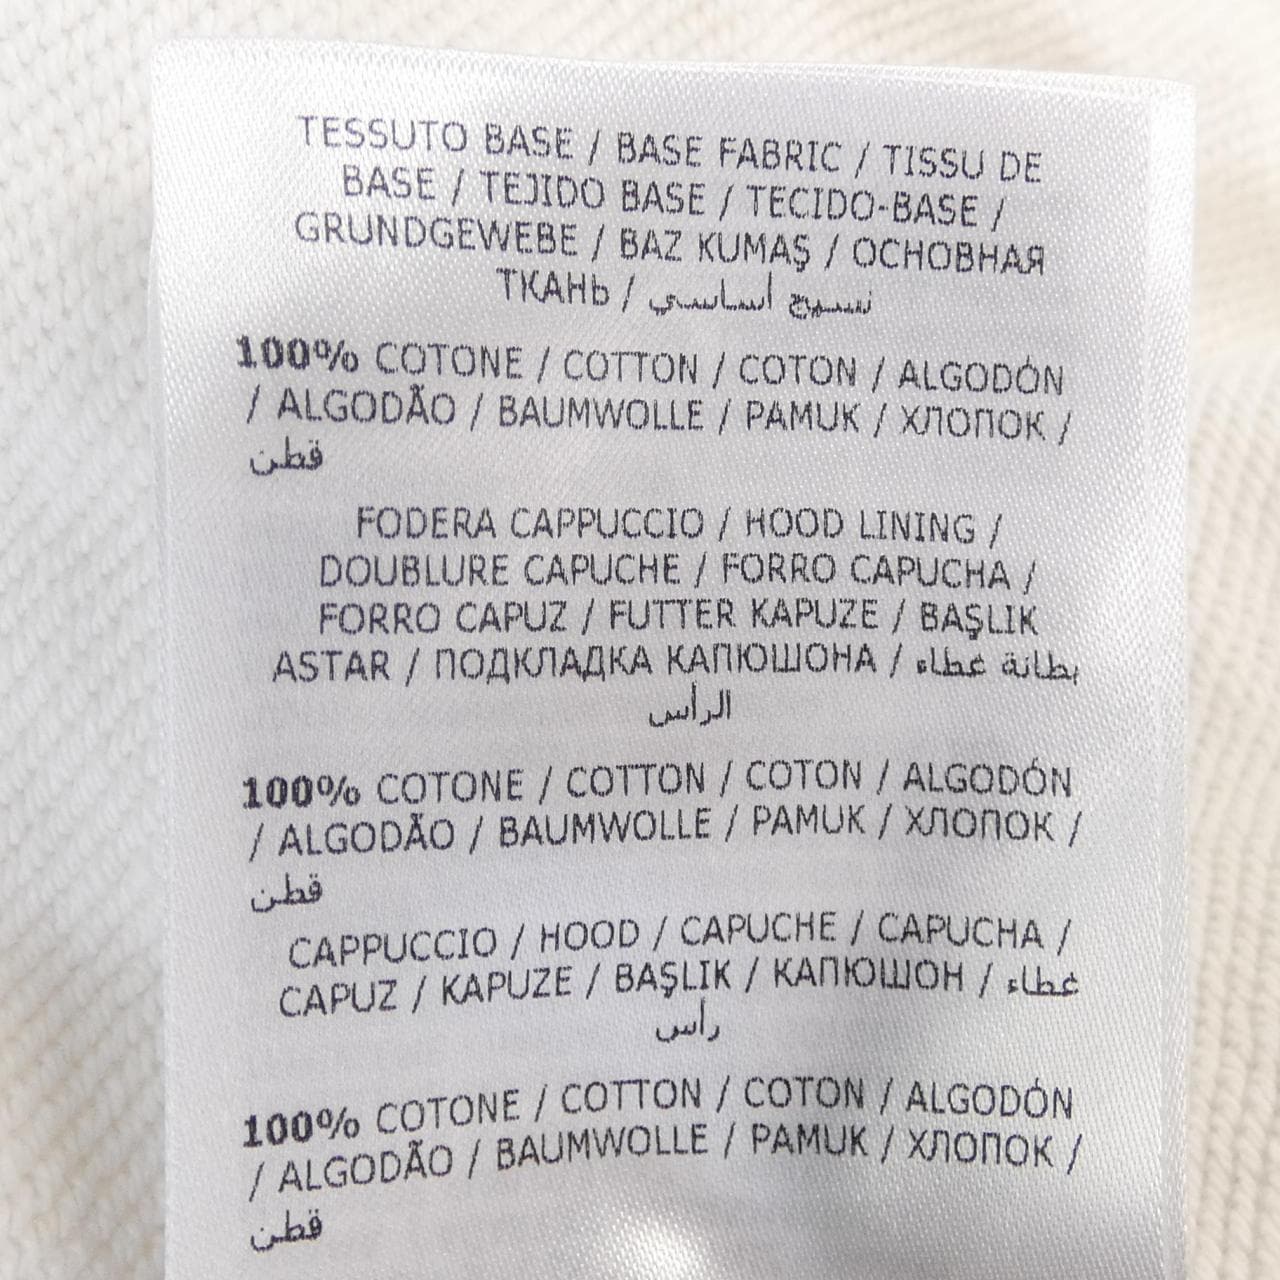 TESSUTO BASE / BASE FABRIC / TISSU DE
BASE / TEJIDO BASE / TECIDO-BASE /
GRUNDGEWEBE / BAZ KUMAŞ / ОСНОВНАЯ
ТКАНЬ / نسيج أساسي
100% COTONE / COTTON / COTON / ALGODÓN
/ ALGODÃO / BAUMWOLLE / PAMUK / ХЛОПОК /
قطن
FODERA CAPPUCCIO / HOOD LINING /
DOUBLURE CAPUCHE / FORRO CAPUCHA /
FORRO CAPUZ / FUTTER KAPUZE / BAŞLIK
ASTAR / ПОДКЛАДКА КАПЮШОНА / بطانة غطاء
الرأس
100% COTONE / COTTON / COTON / ALGODÓN
/ ALGODÃO / BAUMWOLLE / PAMUK / ХЛОПОК /
قطن
CAPPUCCIO / HOOD / CAPUCHE / CAPUCHA /
CAPUZ / KAPUZE / BAŞLIK / КАПЮШОН / غطاء
رأس
100% COTONE / COTTON / COTON / ALGODÓN
/ ALGODÃO / BAUMWOLLE / PAMUK / ХЛОПОК /
قطن